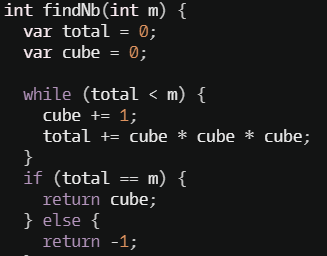 int findNb(int m) {
  var total = 0;
  var cube = 0;

  while (total < m) {
    cube += 1;
    total += cube * cube * cube;
  }
  if (total == m) {
    return cube;
  } else {
    return -1;